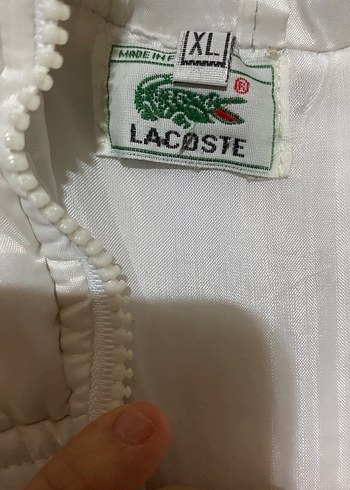 XL
MADE IN F
®
LACOSTE